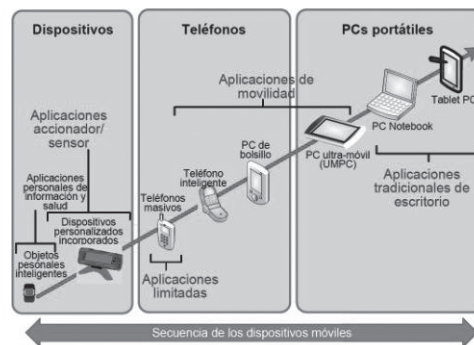 Dispositivos
Teléfonos
PCs portátiles
Aplicaciones
accionador/
sensor
Aplicaciones
personales de
información y
salud
Dispositivos
personalizados
incorporados
Objetos
pesonales
inteligentes
Aplicaciones de
movilidad
Teléfonos
masivos
Teléfono
inteligente
PC de
bolsillo
Aplicaciones
limitadas
PC ultra-móvil
(UMPC)
PC Notebook
Tablet PC
Aplicaciones
tradicionales de
escritorio
Secuencia de los dispositivos móviles